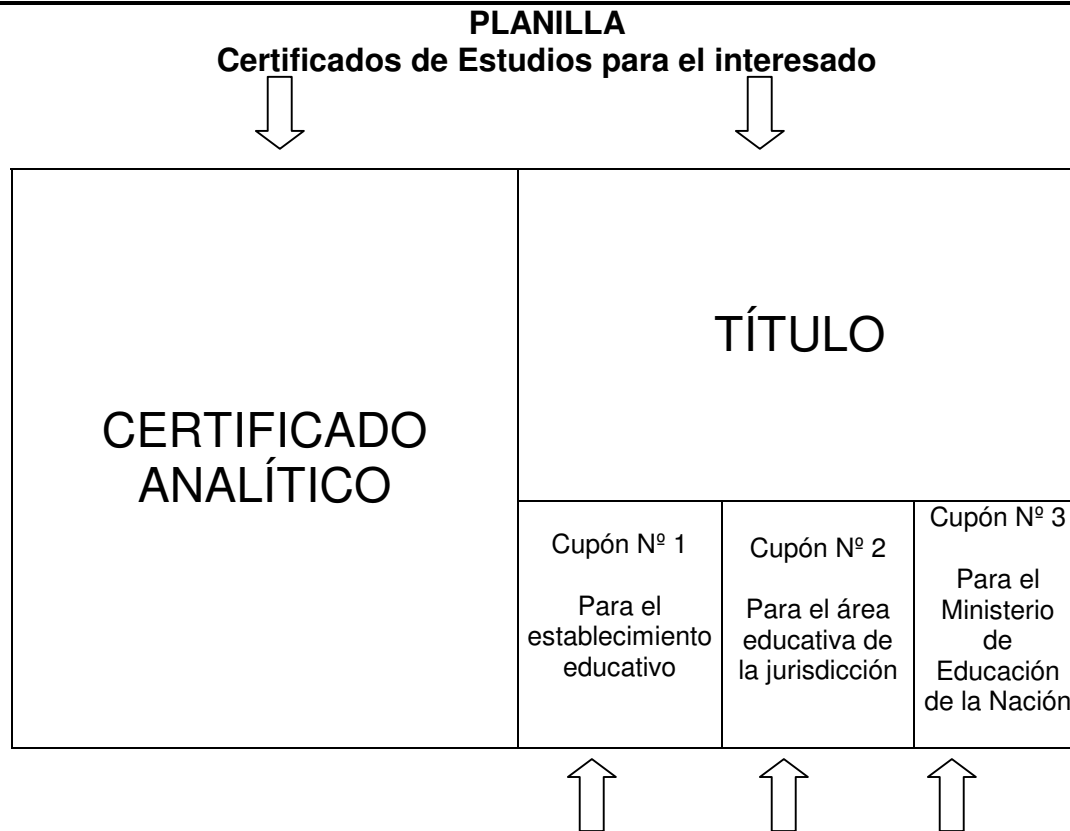 PLANILLA
Certificados de Estudios para el interesado
CERTIFICADO
ANALÍTICO
TÍTULO
Cupón Nº 1
Para el
establecimiento
educativo
Cupón Nº 2
Para el área
educativa de
la jurisdicción
Cupón Nº 3
Para el
Ministerio
de
Educación
de la Nación